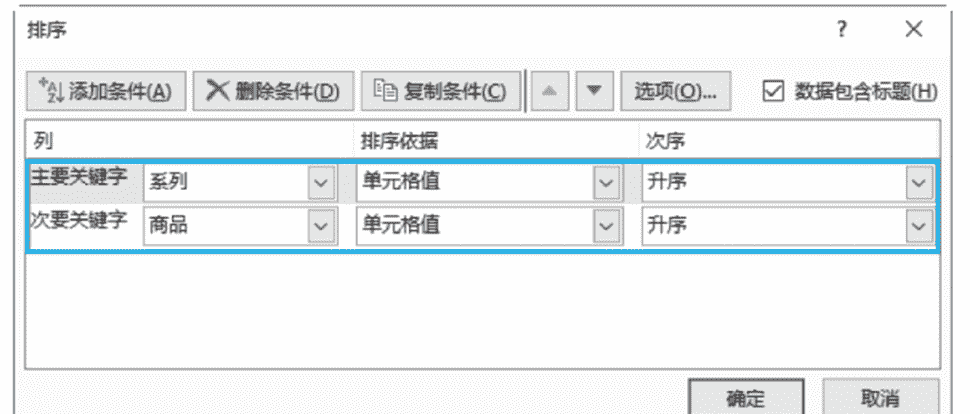 排序 ?
添加条件(A) 删除条件(D) 复制条件(C) 选项(O)... 数据包含标题(H)
列 排序依据 次序
主要关键字 系列 单元格值 升序
次要关键字 商品 单元格值 升序
确定 取消